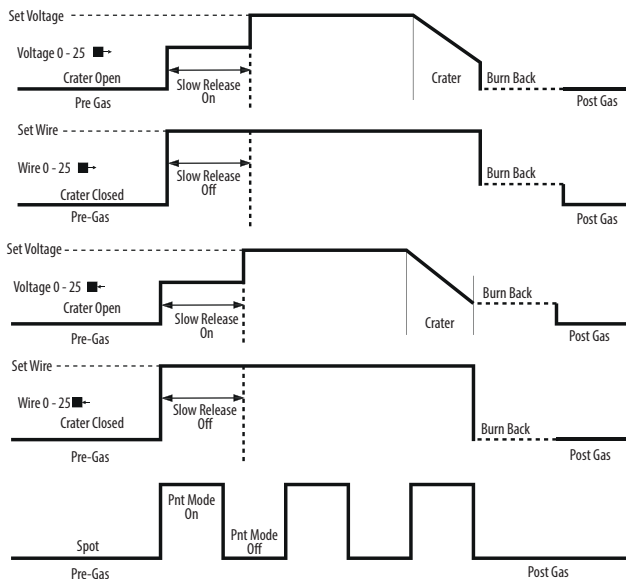 Set Voltage
Voltage 0 - 25
Crater Open
Pre Gas
Slow Release
On
Crater
Burn Back
Post Gas
Set Wire
Wire 0 - 25
Crater Closed
Pre-Gas
Slow Release
Off
Burn Back
Post Gas
Set Voltage
Voltage 0 - 25
Crater Open
Pre-Gas
Slow Release
On
Crater
Burn Back
Post Gas
Set Wire
Wire 0 - 25
Crater Closed
Pre-Gas
Slow Release
Off
Burn Back
Post Gas
Spot
Pre-Gas
Pnt Mode
On
Pnt Mode
Off
Post Gas